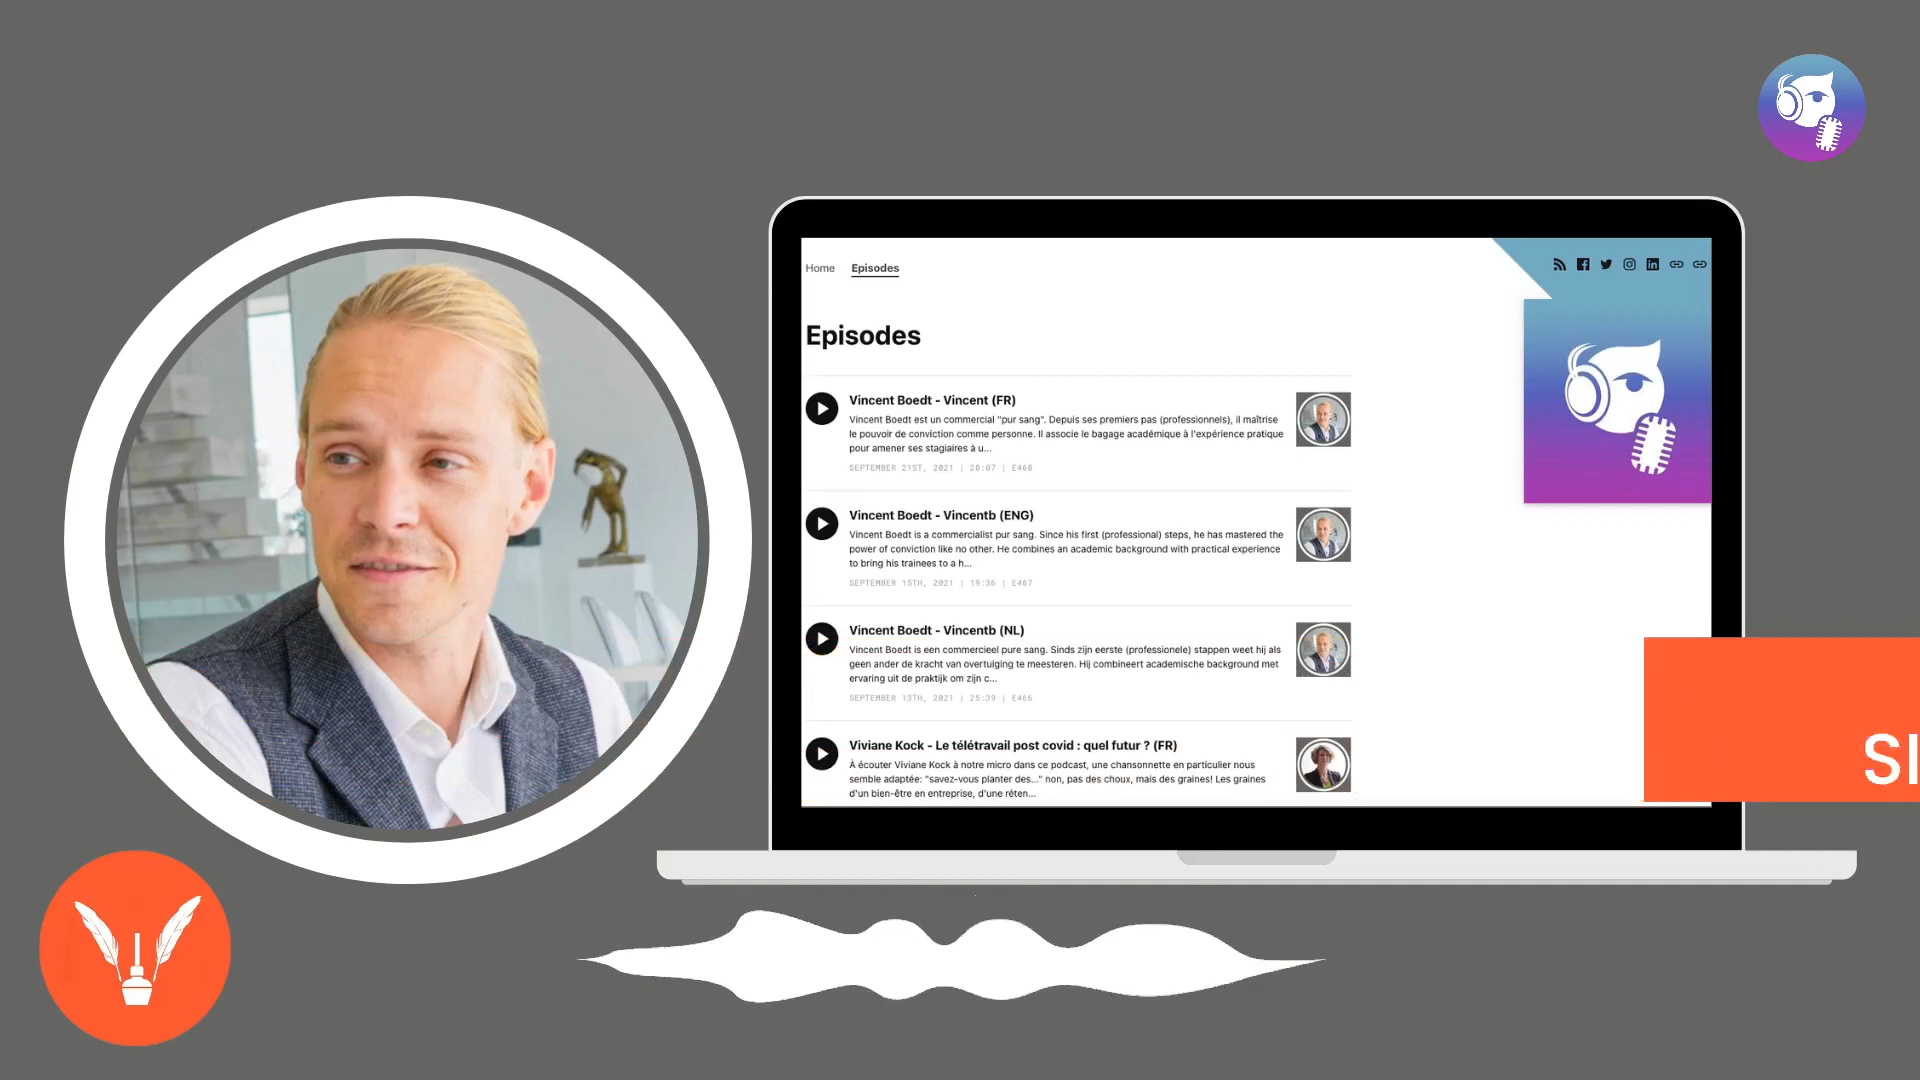 Home Episodes
Episodes
Vincent Boedt - Vincent (FR)
Vincent Boedt est un commercial "pur sang". Depuis ses premiers pas (professionnels), il maîtrise
le pouvoir de conviction comme personne. Il associe le bagage académique à l'expérience pratique
pour amener ses stagiaires à u...
SEPTEMBER 21ST, 2021 | 28:07 | E468
Vincent Boedt - Vincentb (ENG)
Vincent Boedt is a commercialist pur sang. Since his first (professional) steps, he has mastered the
power of conviction like no other. He combines an academic background with practical experience
to bring his trainees to a h...
SEPTEMBER 15TH, 2021 | 19:36 | E467
Vincent Boedt - Vincentb (NL)
Vincent Boedt is een commercieel pure sang. Sinds zijn eerste (professionele) stappen weet hij als
geen ander de kracht van overtuiging te meesteren. Hij combineert academische background met
ervaring uit de praktijk om zijn c...
SEPTEMBER 13TH, 2021 | 25:39 | E466
Viviane Kock - Le télétravail post covid : quel futur ? (FR)
À écouter Viviane Kock à notre micro dans ce podcast, une chansonnette en particulier nous
semble adaptée: "savez-vous planter des..." non, pas des choux, mais des graines! Les graines
d'un bien-être en entreprise, d'une réten...